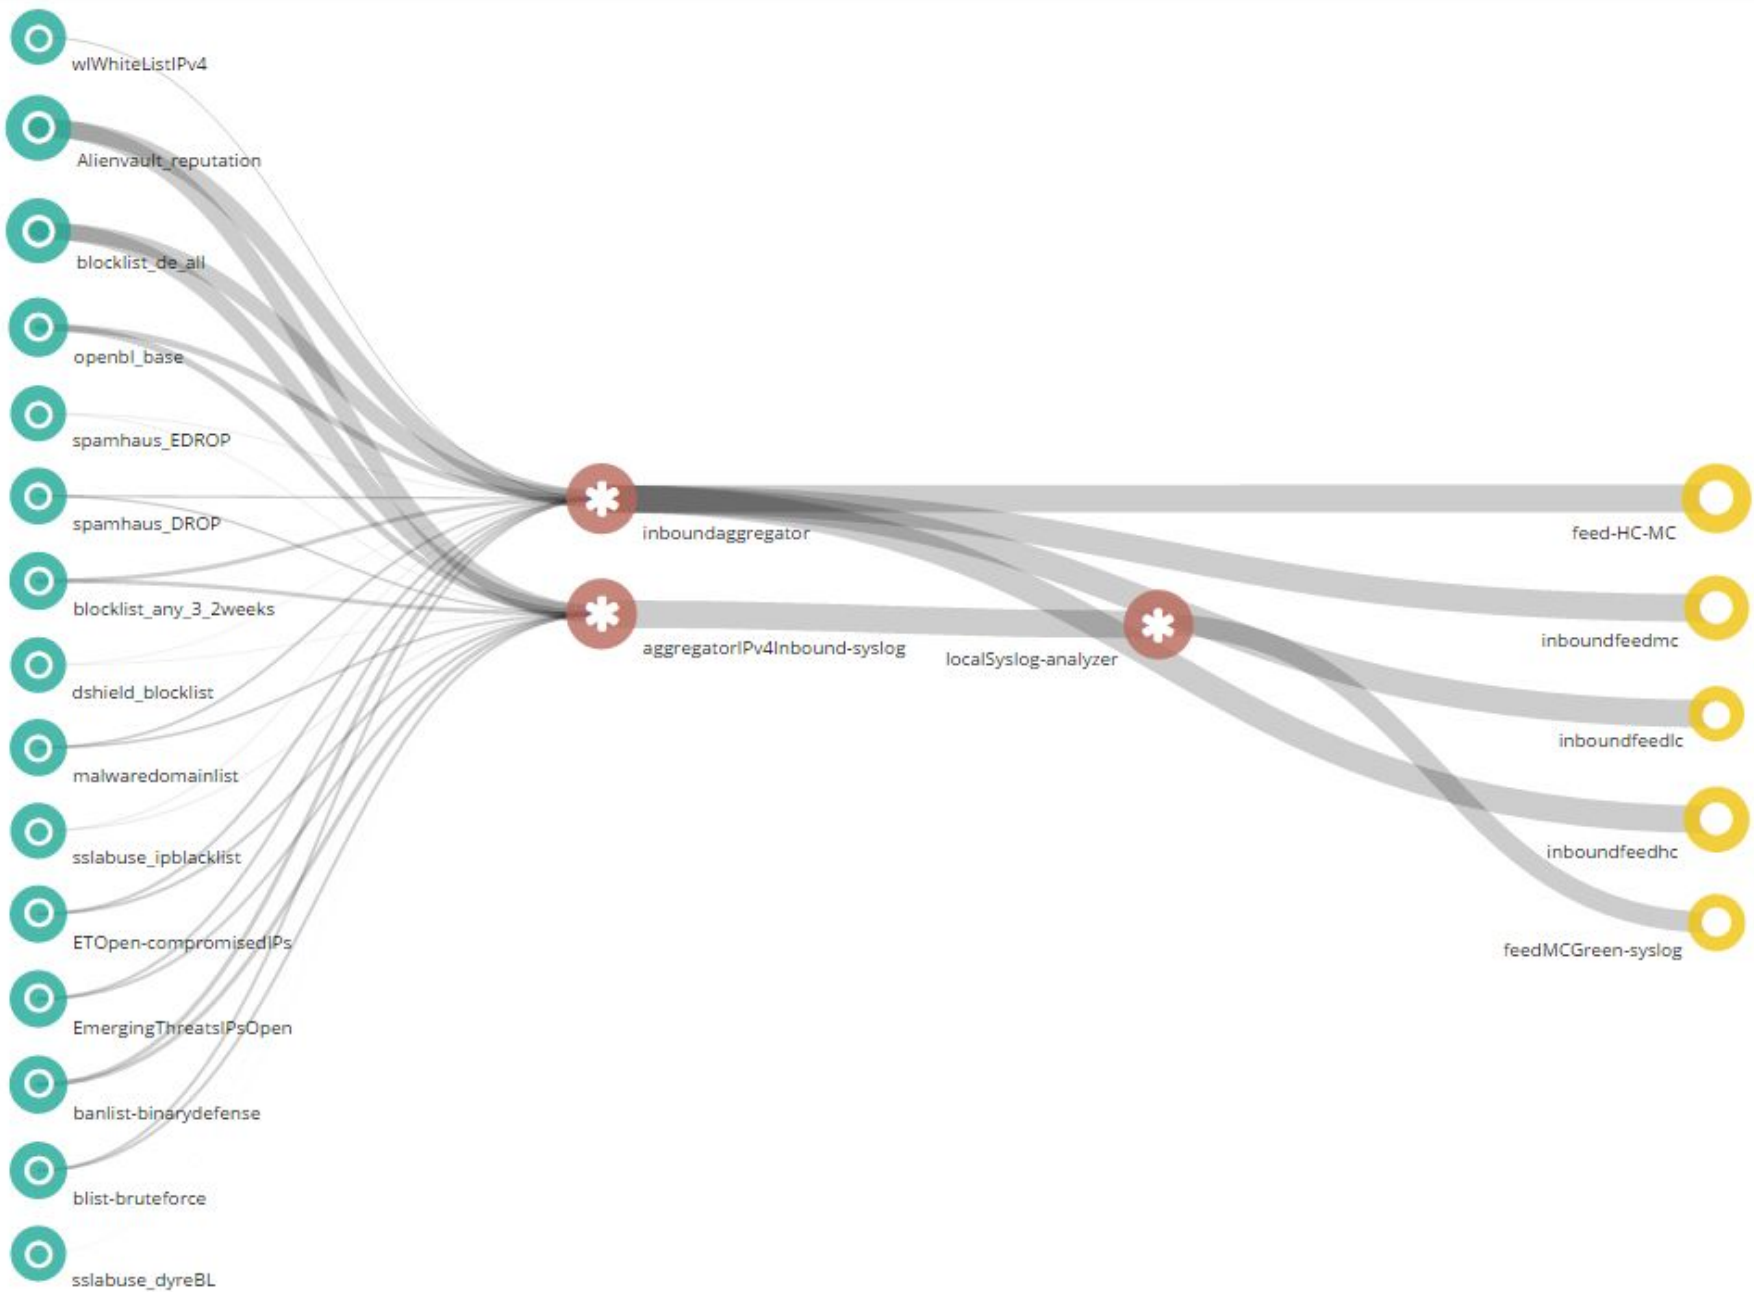 wlWhiteListIPv4
Alienvault_reputation
blocklist_de_all
openbl_base
spamhaus_EDROP
spamhaus_DROP
blocklist_any_3_2weeks
dshield_blocklist
malwaredomainlist
sslabuse_ipblacklist
ETOpen-compromisedIPs
EmergingThreatsIPsOpen
banlist-binarydefense
blist-bruteforce
sslabuse_dyreBL
inboundaggregator
aggregatorIPv4Inbound-syslog
localSyslog-analyzer
feed-HC-MC
inboundfeedmc
inboundfeedlc
inboundfeedhc
feedMCGreen-syslog